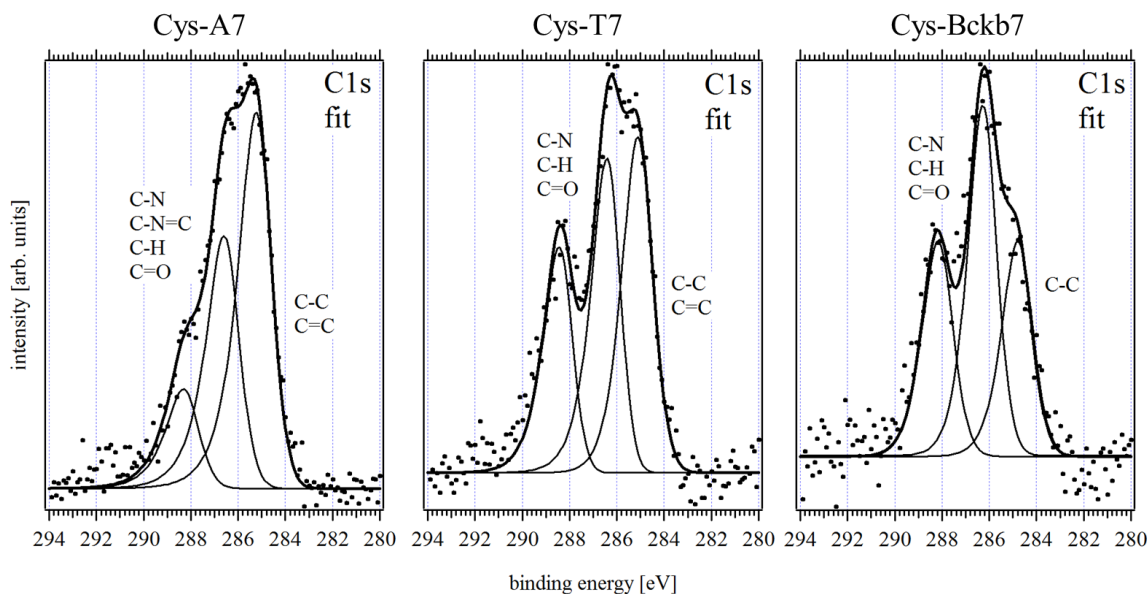 Cys-A7
Cys-T7
Cys-Bckb7
C1s
fit
C-N
C-N=C
C-H
C=O
C-C
C=C
C1s
fit
C-N
C-H
C=O
C-C
C=C
C1s
fit
C-N
C-H
C=O
C-C
intensity [arb. units]
294 292 290 288 286 284 282 280
294 292 290 288 286 284 282 280
294 292 290 288 286 284 282 280
binding energy [eV]